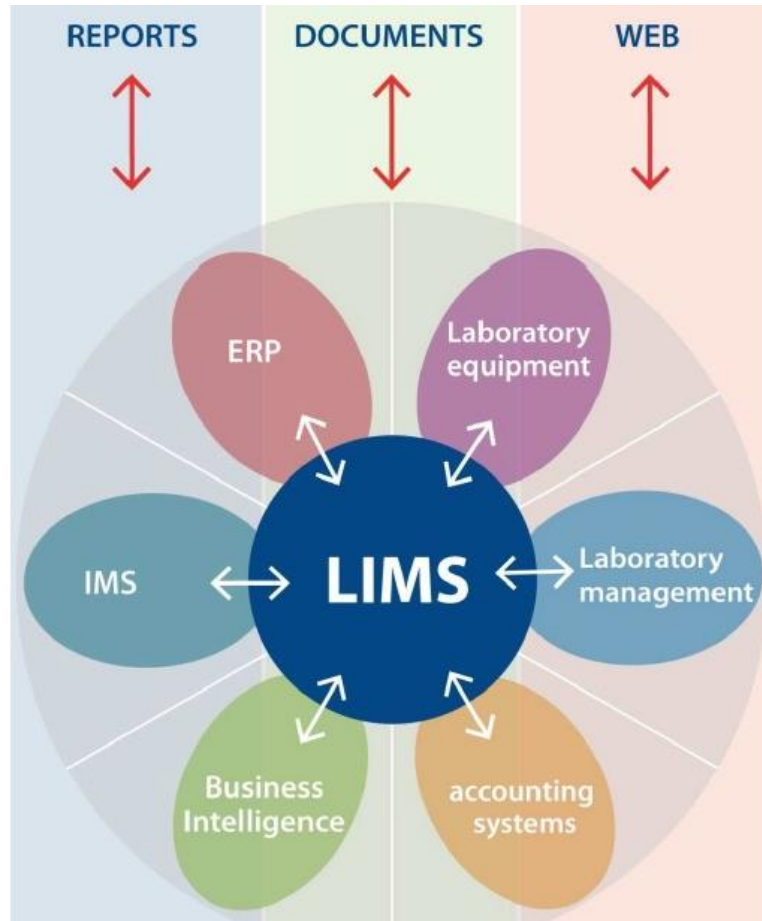 REPORTS
DOCUMENTS
WEB
ERP
Laboratory
equipment
IMS
LIMS
Laboratory
management
Business
Intelligence
accounting
systems